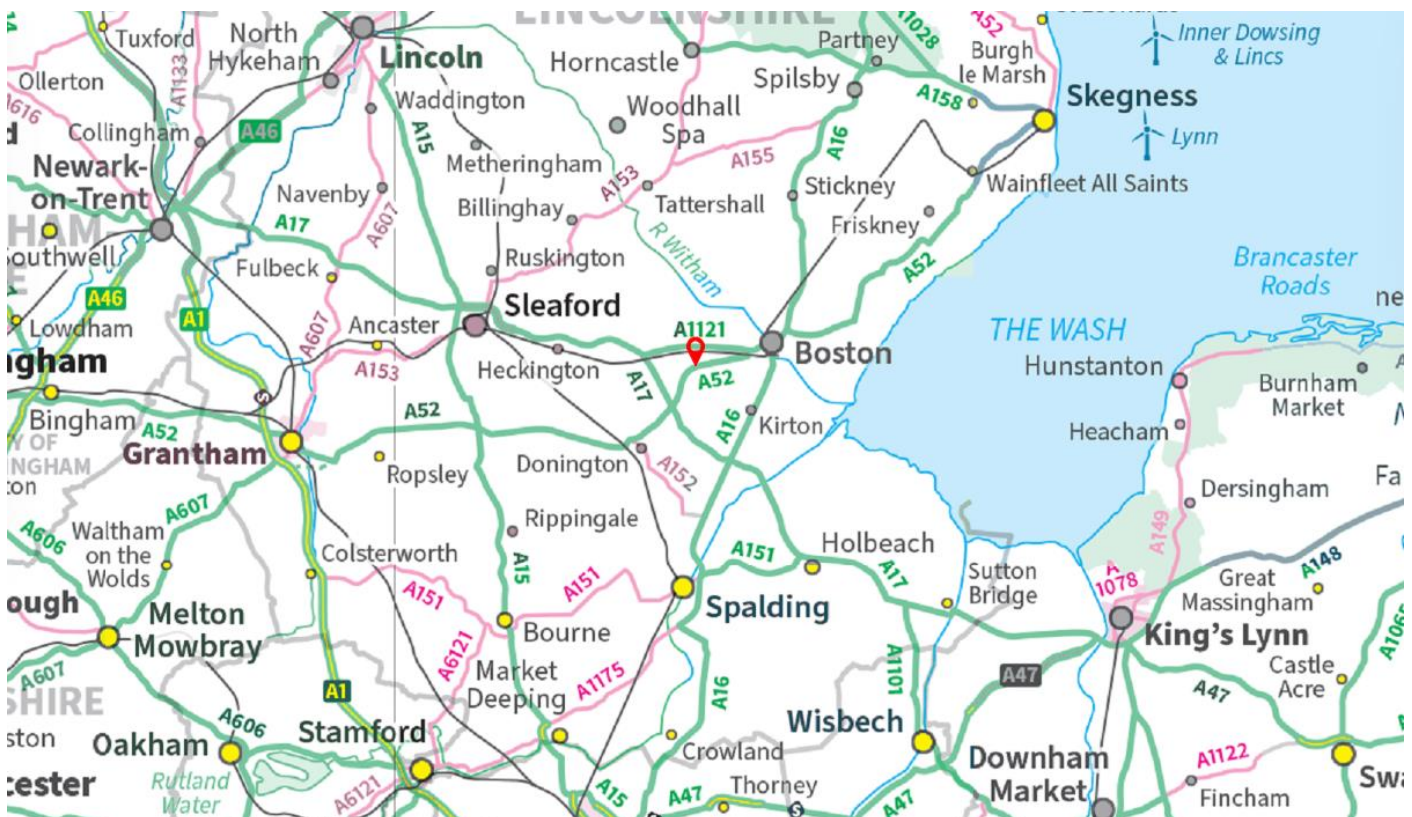 LINCOLNSHIRE
A1028
A52
Tuxford
North
Hykeham
Lincoln
Horncastle
Partney
Spilsby
Burgh
le Marsh
Inner Dowsing
& Lincs
Ollerton
A616
A1133
Collingham
A46
Waddington
A15
Woodhall
Spa
A158
Skegness
Lynn
Newark-
on-Trent
Navenby
Metheringham
Billinghay
A153
A155
A16
Tattershall
Stickney
Wainfleet All Saints
Friskney
HAM
Southwell
A17
A607
Fulbeck
Ruskington
R Witham
A52
Brancaster
Roads
A46
Lowdham
A1
A607
Ancaster
Sleaford
A1121
Boston
THE WASH
Hunstanton
Burnham
Market
A153
Heckington
A17
A52
Bingham
A52
Grantham
A52
Ropsley
Donington
A152
A16
Kirton
Heacham
Dersingham
A149
A607
A606
Waltham
on the
Wolds
Colsterworth
Rippingale
A15
A151
A151
A151
Holbeach
A17
Sutton
Bridge
A
1078
Great
Massingham
A148
Melton
Mowbray
A6121
Bourne
Spalding
King's Lynn
A607
SHIRE
A1
Market
Deeping
A1175
A16
A1101
A47
A47
Castle
Acre
A1065
A606
Oakham
Stamford
Wisbech
Rutland
Water
A6121
Crowland
Thorney
A15
A47
A47
Downham
Market
A1122
Fincham